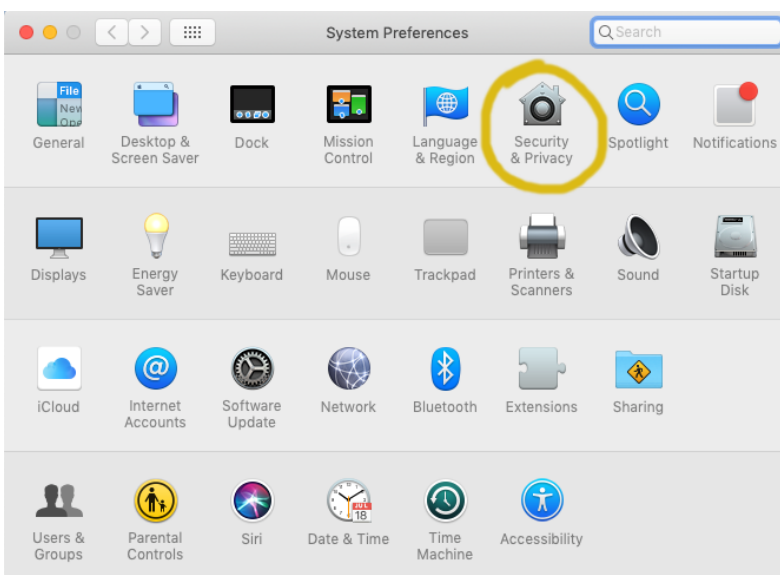 System Preferences
Search
File
New
Ope
General
Desktop &
Screen Saver
Dock
Mission
Control
Language
& Region
Security
& Privacy
Spotlight
Notifications
Displays
Energy
Saver
Keyboard
Mouse
Trackpad
Printers &
Scanners
Sound
Startup
Disk
iCloud
@
Internet
Accounts
Software
Update
Network
Bluetooth
Extensions
Sharing
JUL
18
Users &
Groups
Parental
Controls
Siri
Date & Time
Time
Machine
Accessibility